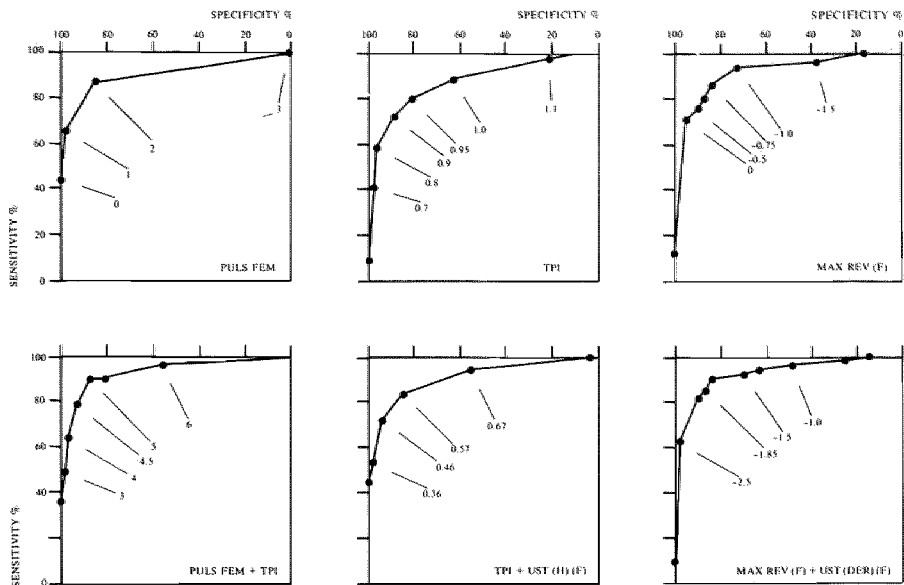 SPECIFICITY %
SPECIFICITY %
SPECIFICITY %
100 80 60 40 20 0
100 80 60 40 20 0
100 80 60 40 20 0
100
80
60
40
20
0
SENSITIVITY %
3
2
1
0
PULS FEM
1.1
1.0
0.95
0.9
0.8
0.7
TPI
-1.5
-1.0
-0.75
-0.5
0
MAX REV (F)
100
80
60
40
0
SENSITIVITY %
6
5
4.5
4
3
PULS FEM + TPI
0.67
0.57
0.46
0.36
TPI + UST (H) (F)
-1.0
-1.5
-1.85
-2.5
MAX REV (F) + UST (DER) (F)